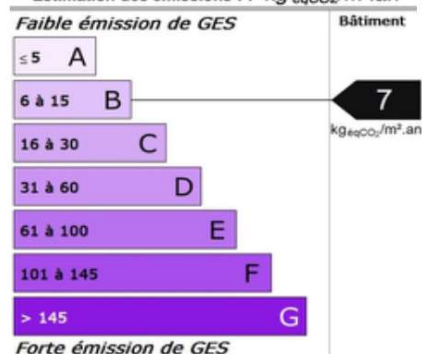 Faible émission de GES
Bâtiment
≤ 5 A
6 à 15 B
7
kgéqCO₂/m².an
16 à 30 C
31 à 60 D
61 à 100 E
101 à 145 F
> 145 G
Forte émission de GES